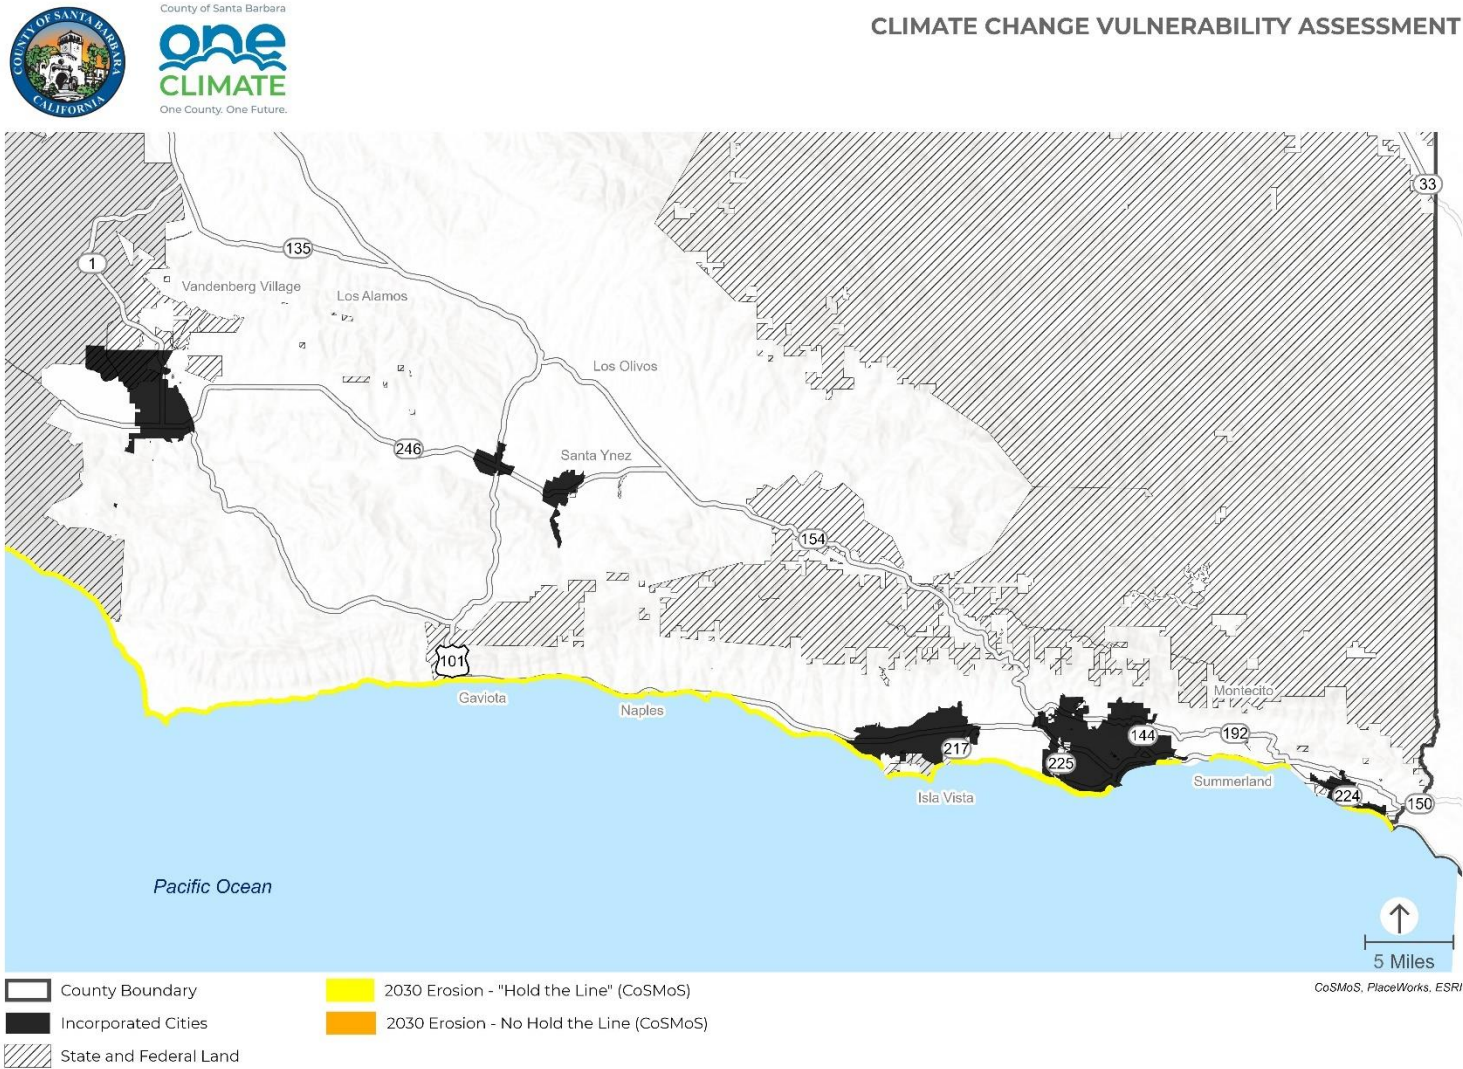 COUNTY OF SANTA BARBARA
CALIFORNIA
County of Santa Barbara
one
CLIMATE
One County. One Future.
CLIMATE CHANGE VULNERABILITY ASSESSMENT
33
135
1
Vandenberg Village
Los Alamos
Los Olivos
246
Santa Ynez
154
101
Gaviota
Naples
Montecito
217
144
192
225
Isla Vista
Summerland
224
150
Pacific Ocean
5 Miles
County Boundary
2030 Erosion - "Hold the Line" (CoSMoS)
CoSMoS, PlaceWorks, ESRI
Incorporated Cities
2030 Erosion - No Hold the Line (CoSMoS)
State and Federal Land